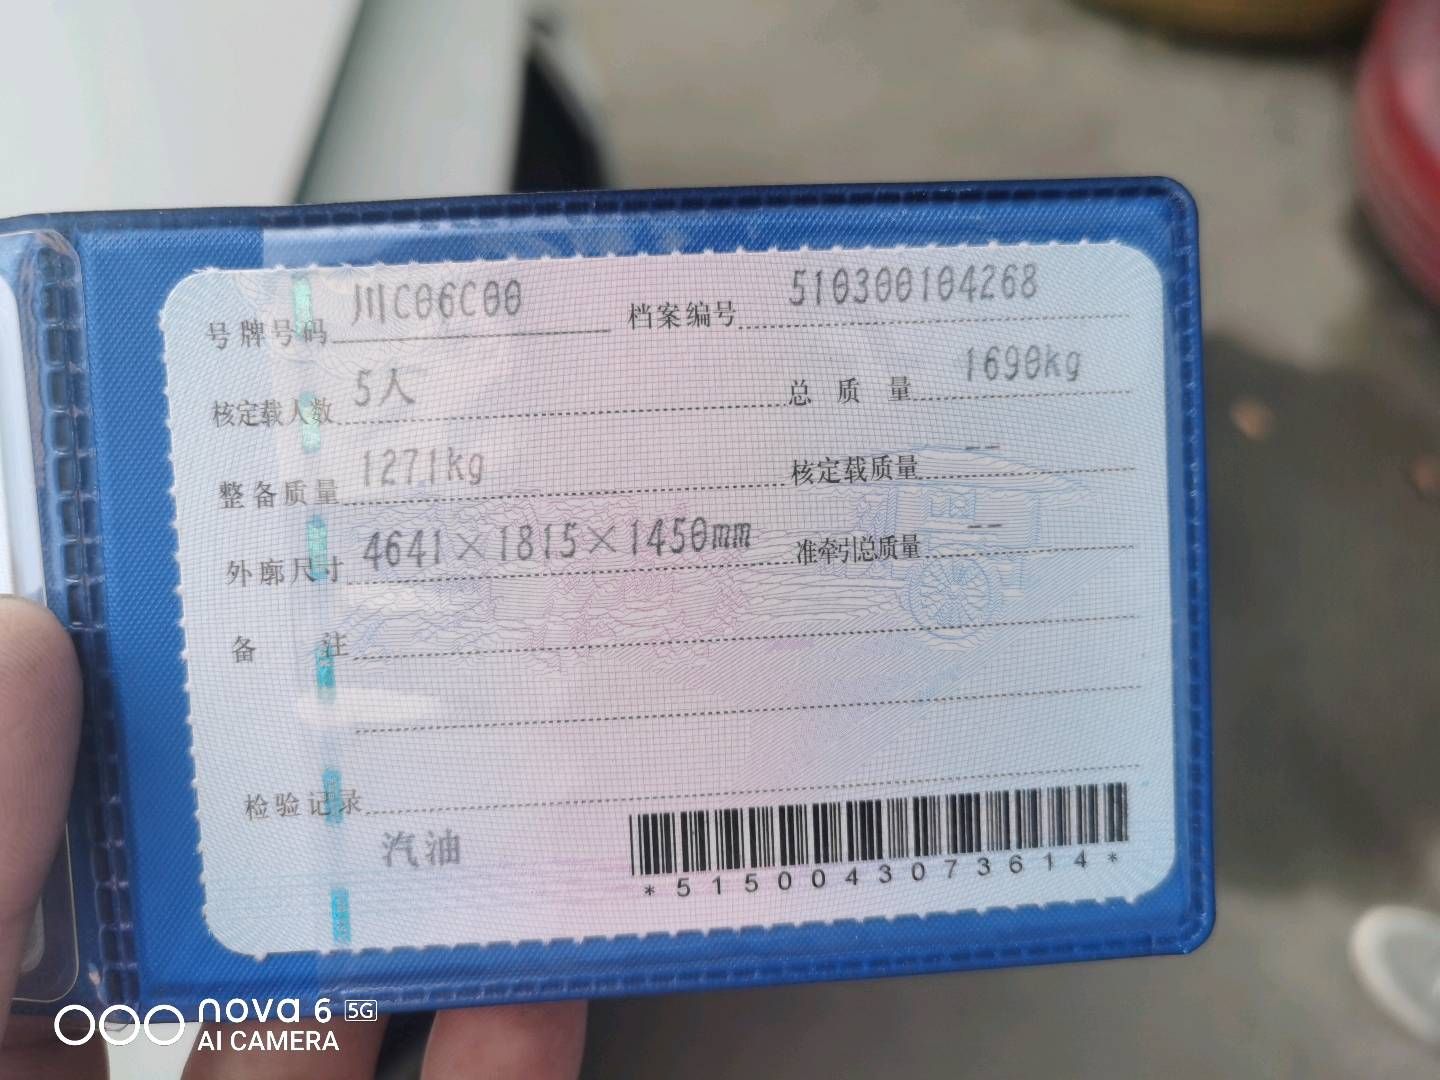 号牌号码 川C06C00 档案编号 510300104268
核定载人数 5人 总质量 1690kg
整备质量 1271kg 核定载质量 --
外廓尺寸 4641×1815×1450mm 准牵引总质量 --
备注
检验记录
汽油
*5150043073614*
nova 6 5G
AI CAMERA